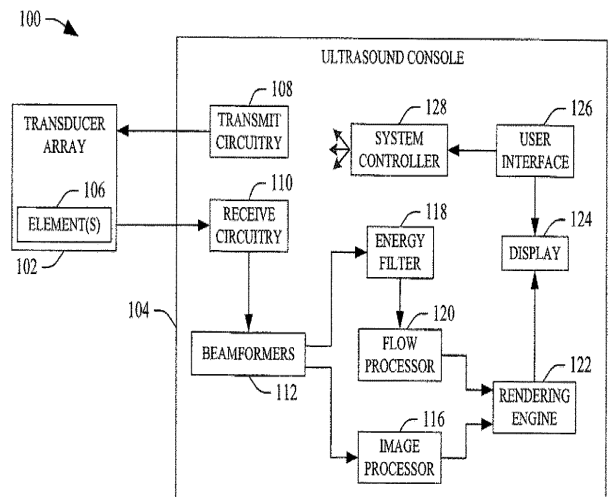 100
ULTRASOUND CONSOLE
TRANSDUCER
ARRAY
106
ELEMENT(S)
102
108
TRANSMIT
CIRCUITRY
110
RECEIVE
CIRCUITRY
128
SYSTEM
CONTROLLER
126
USER
INTERFACE
118
ENERGY
FILTER
124
DISPLAY
104
BEAMFORMERS
112
120
FLOW
PROCESSOR
122
RENDERING
ENGINE
116
IMAGE
PROCESSOR